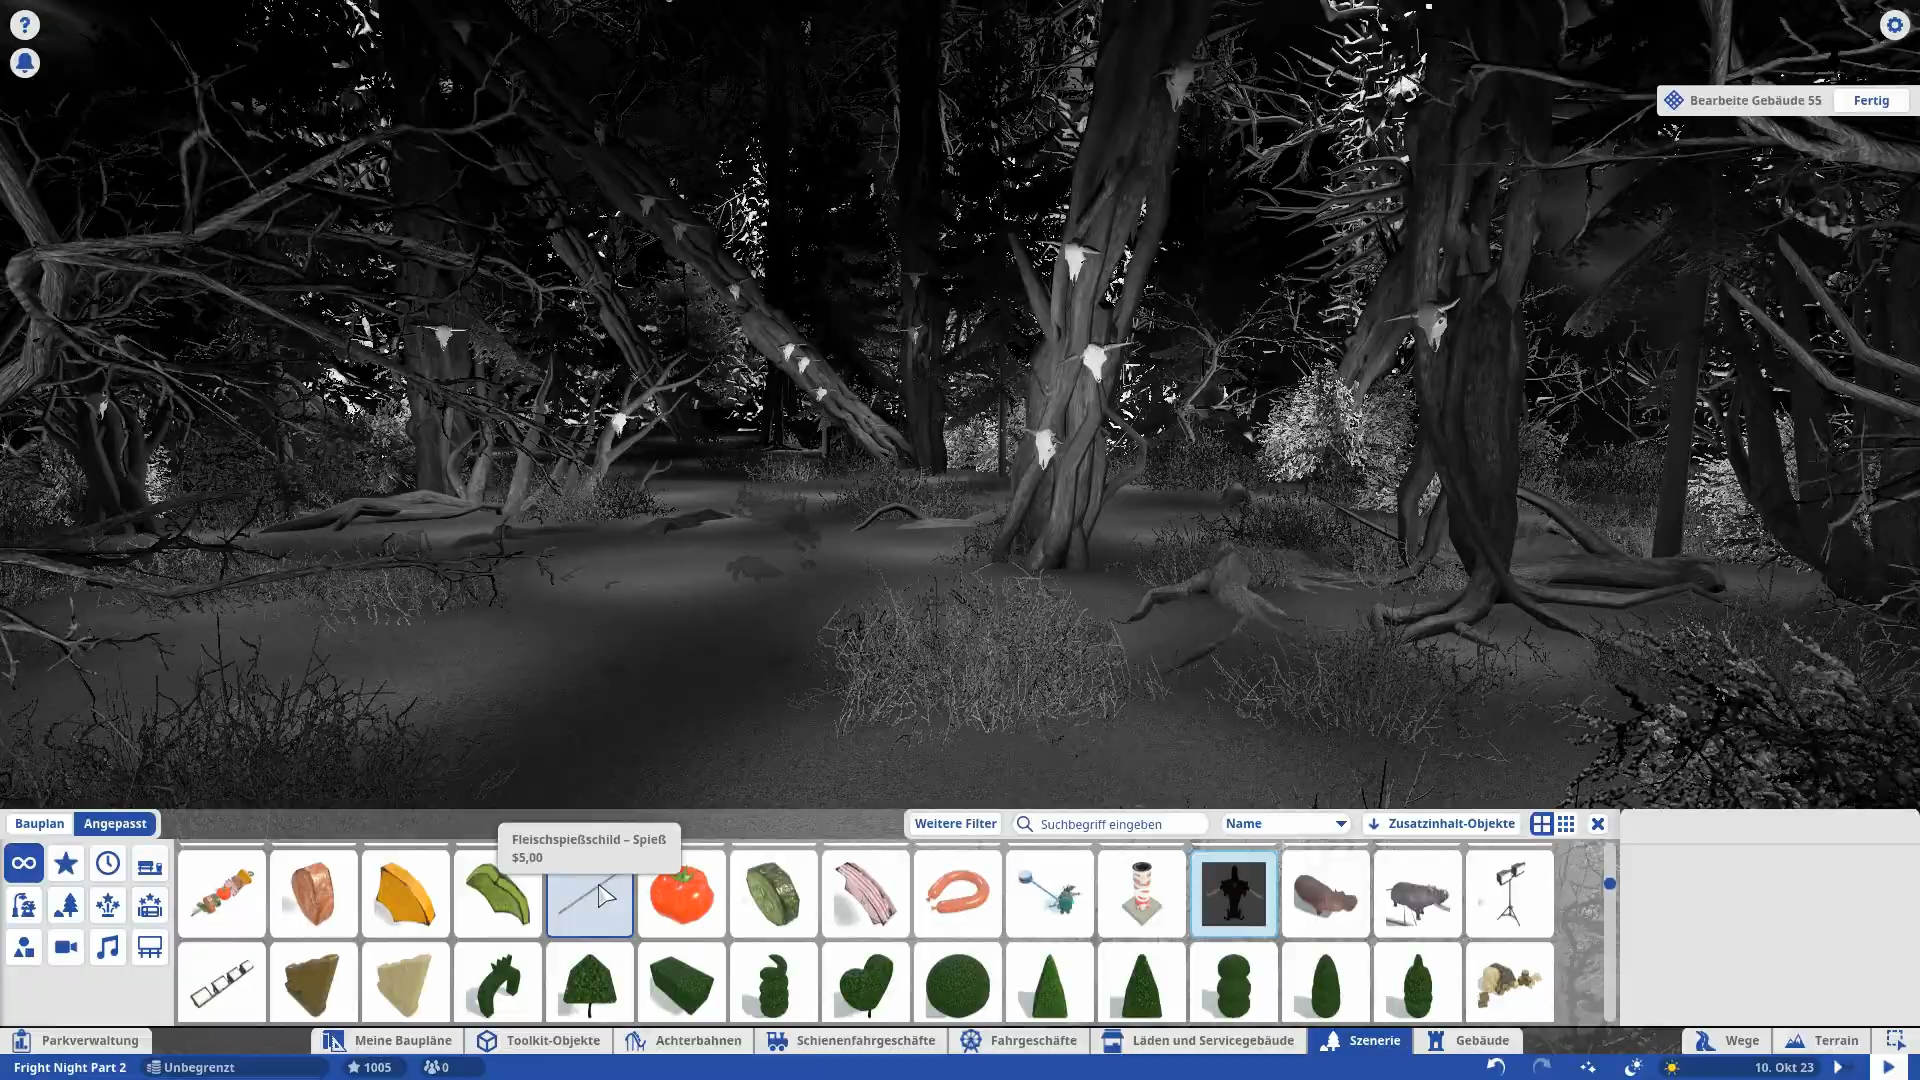 Bearbeite Gebäude 55
Fertig
Bauplan
Angepasst
Fleischspießschild – Spieß
$5,00
Weitere Filter
Suchbegriff eingeben
Name
Zusatzinhalt-Objekte
Parkverwaltung
Meine Baupläne
Toolkit-Objekte
Achterbahnen
Schienenfahrgeschäfte
Fahrgeschäfte
Läden und Servicegebäude
Szenerie
Gebäude
Wege
Terrain
Fright Night Part 2
Unbegrenzt
1005
0
10. Okt 23